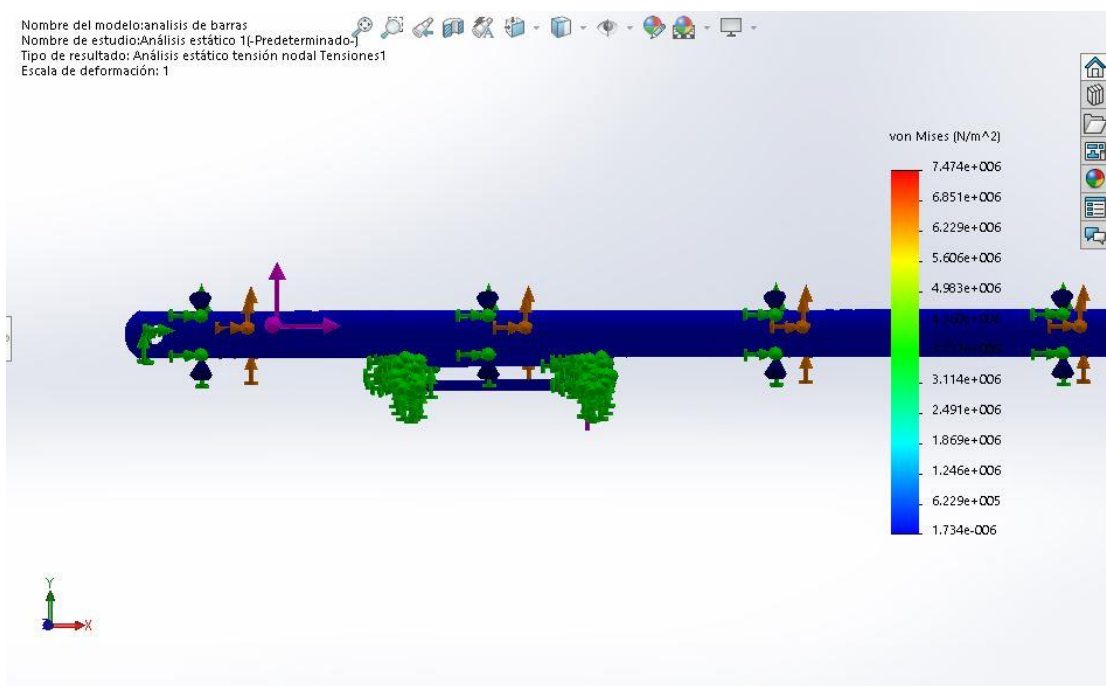 Nombre del modelo:analisis de barras
Nombre de estudio:Análisis estático 1(-Predeterminado-)
Tipo de resultado: Análisis estático tensión nodal Tensiones1
Escala de deformación: 1
von Mises (N/m^2)
7.474e+006
6.851e+006
6.229e+006
5.606e+006
4.983e+006
3.114e+006
2.491e+006
1.869e+006
1.246e+006
6.229e+005
1.734e-006
Y
X